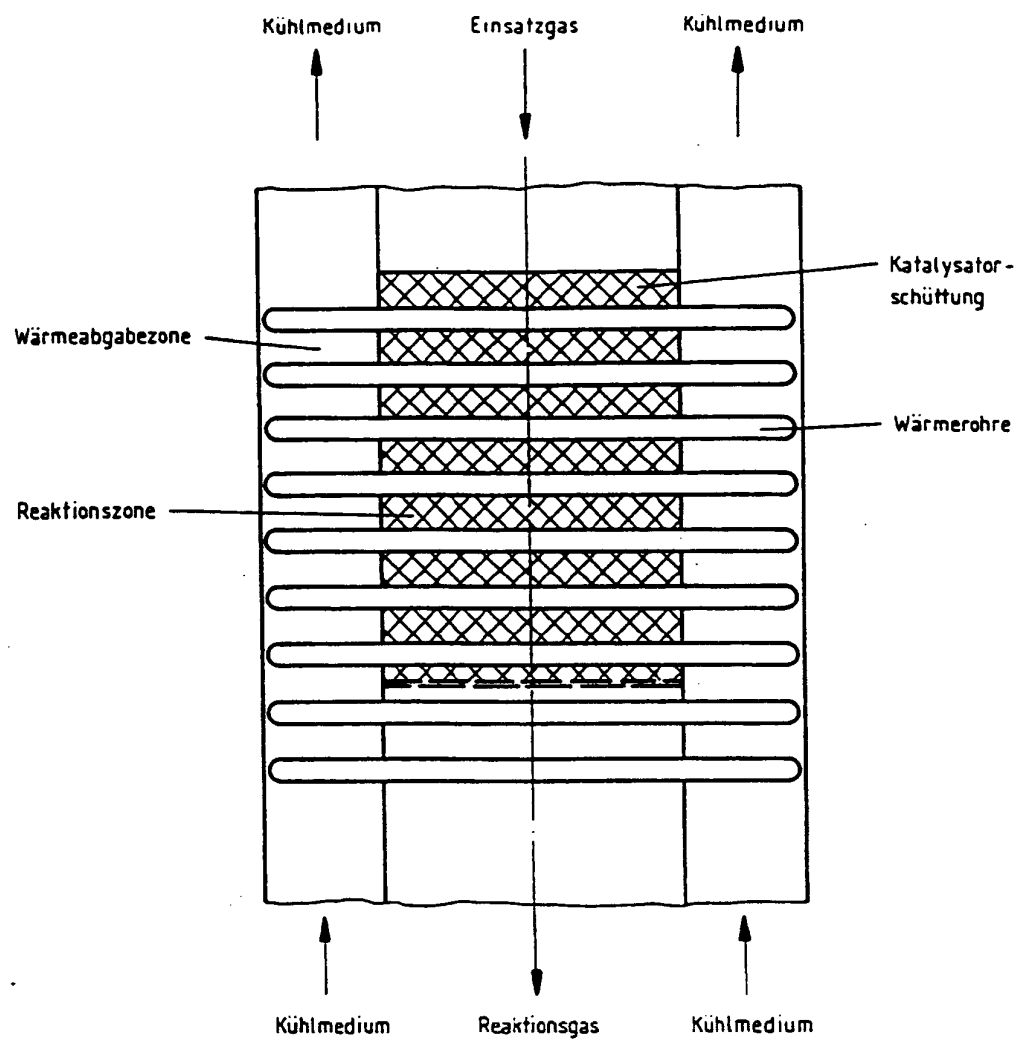 Kühlmedium
Einsatzgas
Kühlmedium
Katalysator-
schüttung
Wärmeabgabezone
Wärmerohre
Reaktionszone
Kühlmedium
Reaktionsgas
Kühlmedium